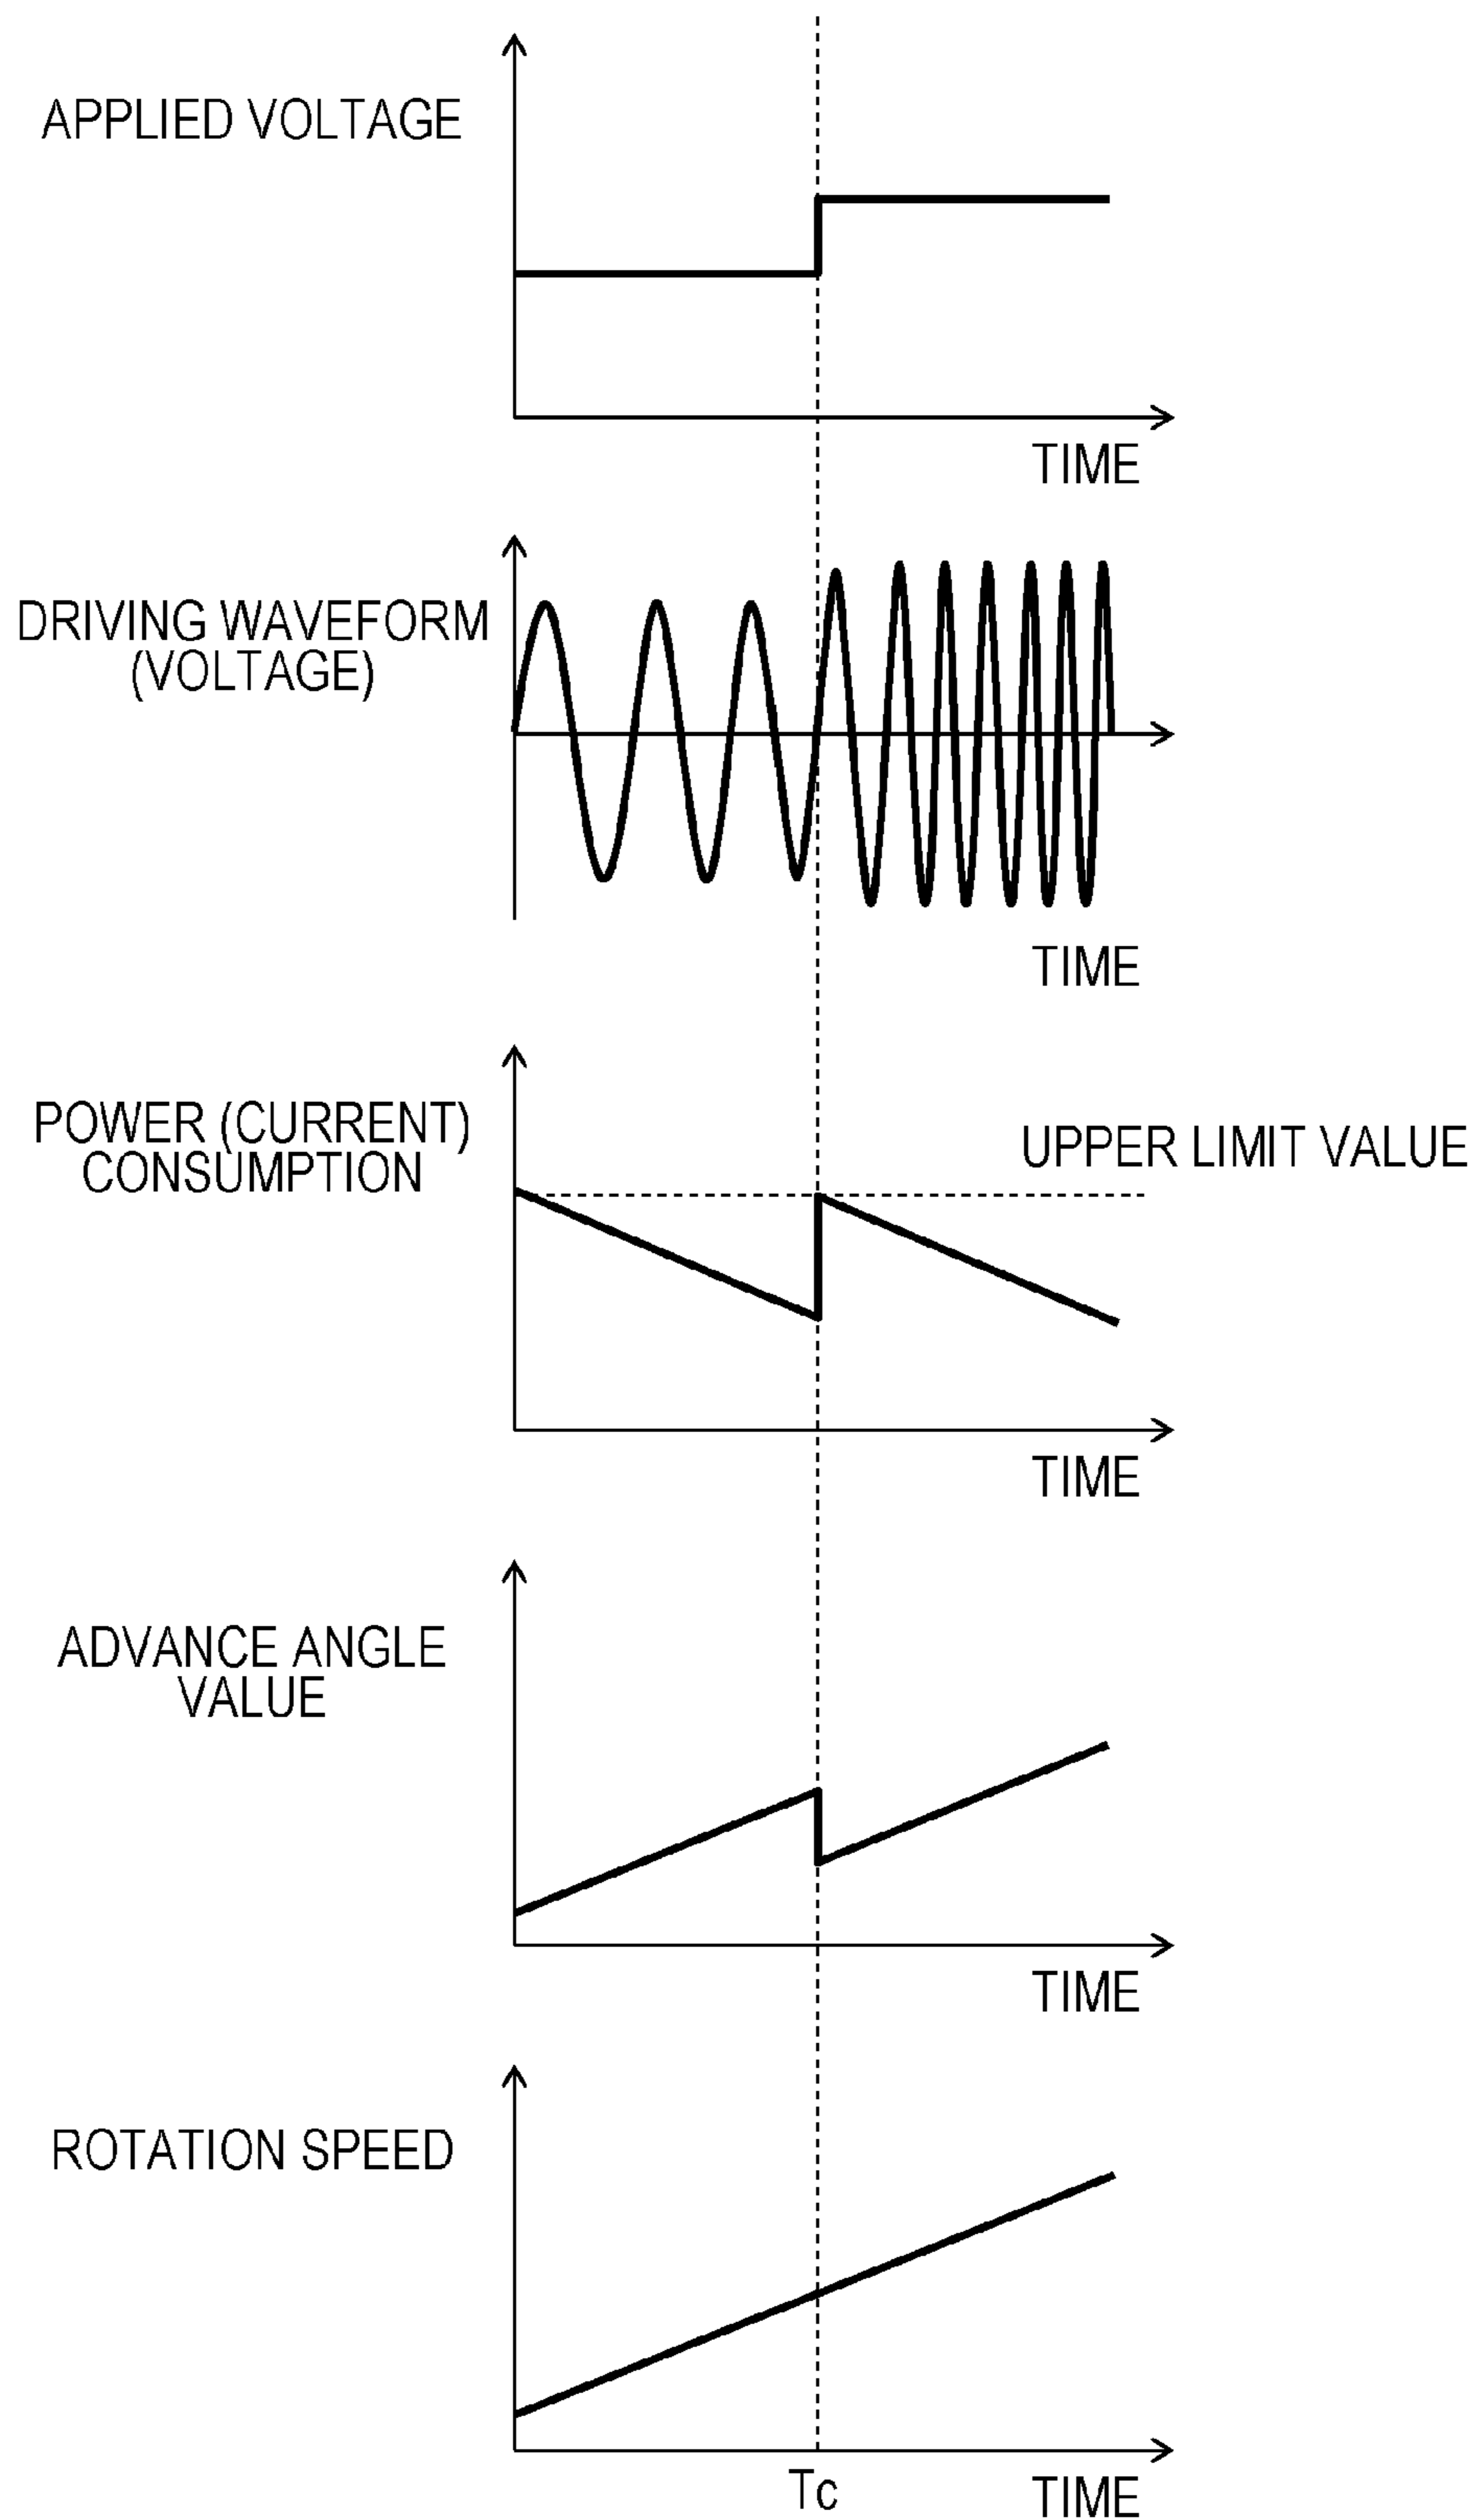 APPLIED VOLTAGE
TIME
DRIVING WAVEFORM
(VOLTAGE)
TIME
POWER (CURRENT)
CONSUMPTION
UPPER LIMIT VALUE
TIME
ADVANCE ANGLE
VALUE
TIME
ROTATION SPEED
Tc
TIME